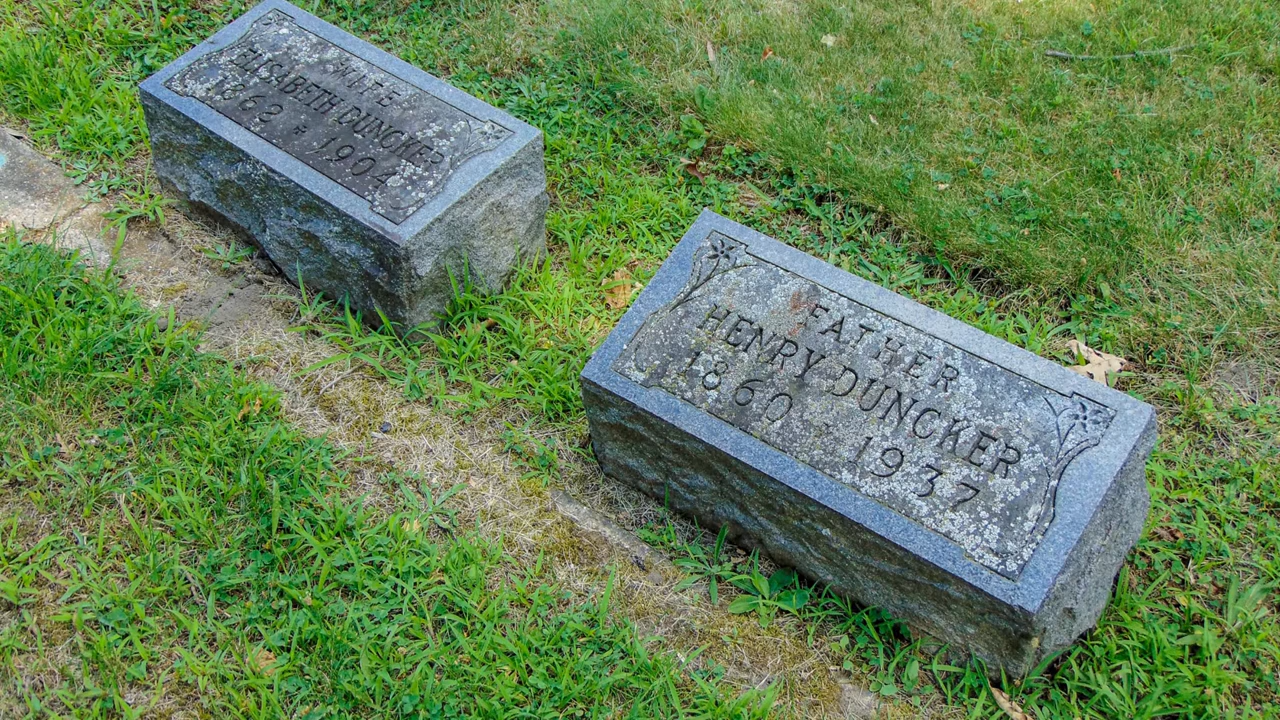 WIFE
ELISABETH DUNCKER
1862 - 1904
FATHER
HENRY DUNCKER
1860 - 1937